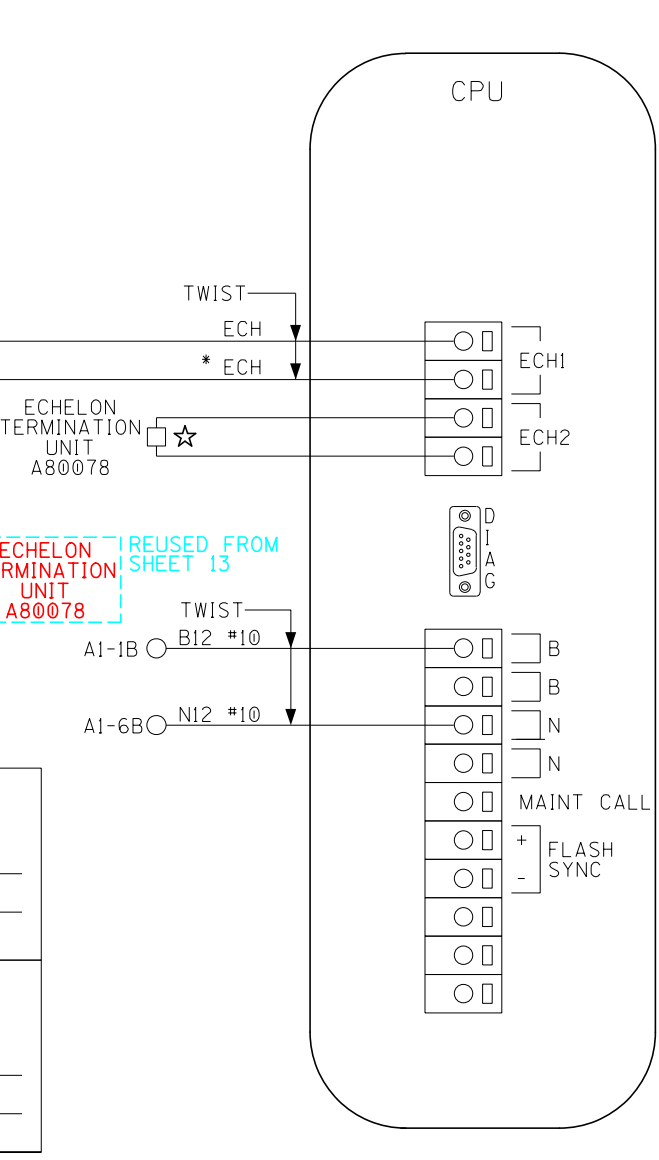 CPU
TWIST
ECH
* ECH
ECH1
ECHELON
TERMINATION
UNIT
A80078
ECH2
DIAG
ECHELON
RMINATION
UNIT
A80078
REUSED FROM
SHEET 13
TWIST
A1-1B B12 #10
B
B
A1-6B N12 #10
N
N
MAINT CALL
+
-
FLASH
SYNC